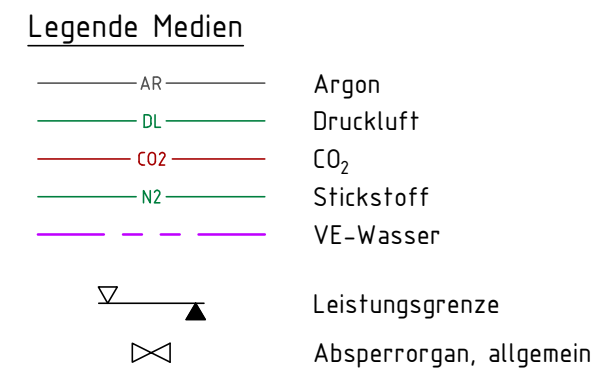 Legende Medien
AR Argon
DL Druckluft
CO2 CO₂
N2 Stickstoff
VE-Wasser
Leistungsgrenze
Absperrorgan, allgemein